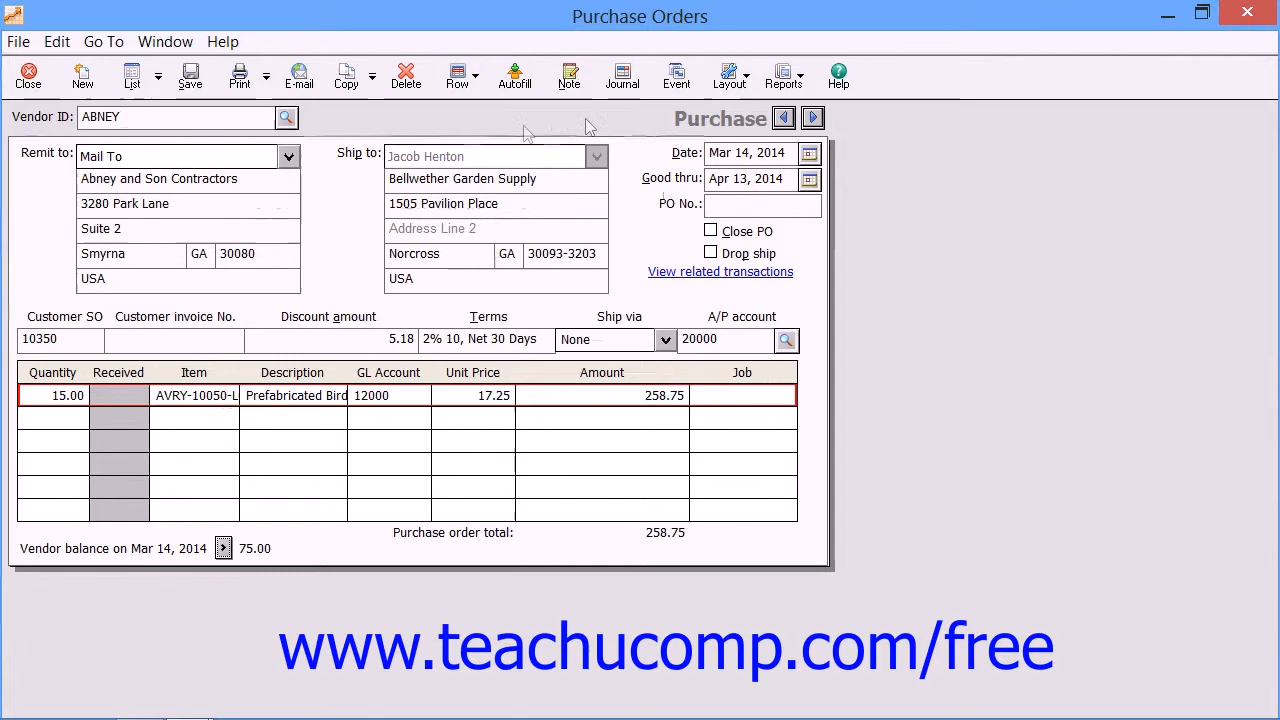 Purchase Orders
File Edit Go To Window Help
Close New List Save Print E-mail Copy Delete Row Autofill Note Journal Event Layout Reports Help
Vendor ID: ABNEY Purchase
Remit to: Mail To Ship to: Jacob Henton Date: Mar 14, 2014
Abney and Son Contractors Bellwether Garden Supply Good thru: Apr 13, 2014
3280 Park Lane 1505 Pavilion Place PO No.:
Suite 2 Address Line 2 Close PO
Smyrna GA 30080 Norcross GA 30093-3203 Drop ship
USA USA View related transactions
Customer SO Customer invoice No. Discount amount Terms Ship via A/P account
10350 5.18 2% 10, Net 30 Days None 20000
Quantity Received Item Description GL Account Unit Price Amount Job
15.00 AVRY-10050-L Prefabricated Bird 12000 17.25 258.75
Purchase order total: 258.75
Vendor balance on Mar 14, 2014 75.00
www.teachucomp.com/free